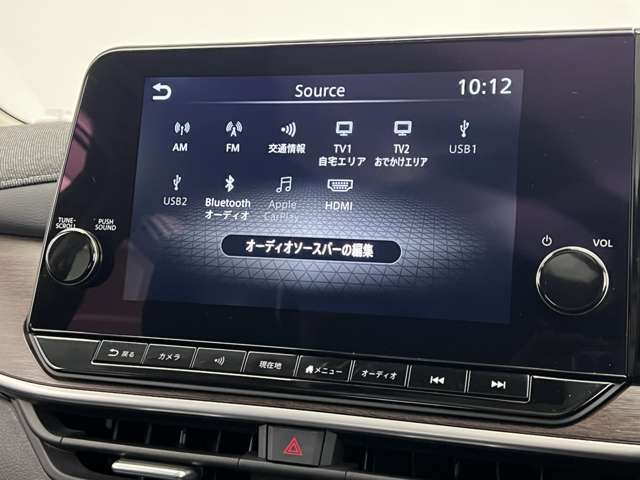 Source
10:12
AM
FM
交通情報
TV1
自宅エリア
TV2
おでかけエリア
USB1
USB2
Bluetooth
オーディオ
Apple
CarPlay
HDMI
オーディオソースバーの編集
TUNE·
SCROLL
PUSH
SOUND
VOL
戻る
カメラ
現在地
メニュー
オーディオ